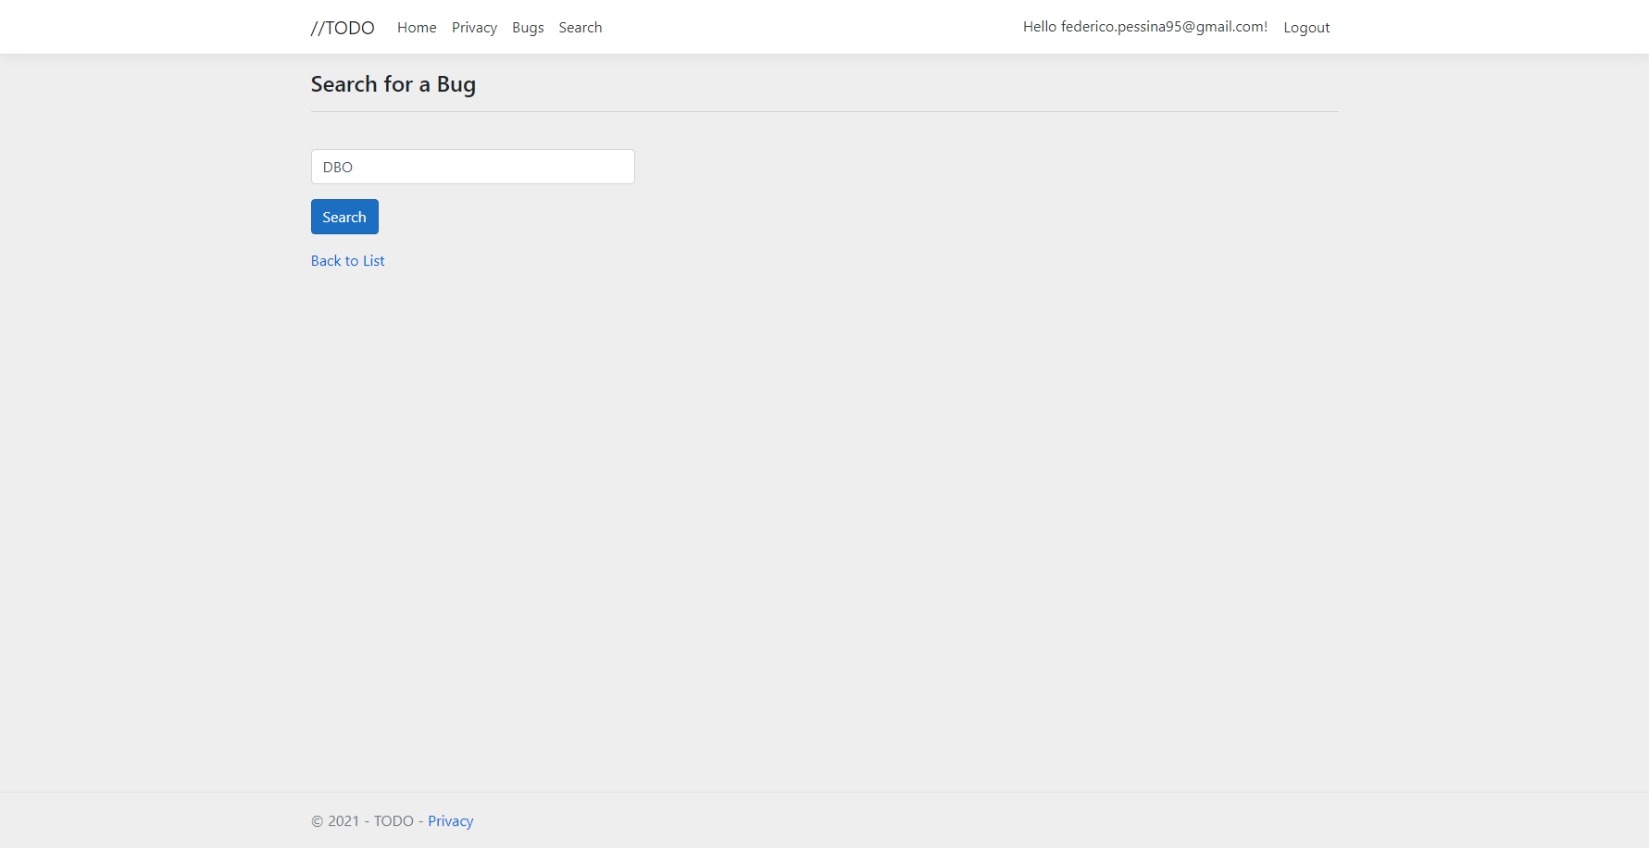 //TODO Home Privacy Bugs Search Hello federico.pessina95@gmail.com! Logout
Search for a Bug
DBO
Search
Back to List
© 2021 - TODO - Privacy